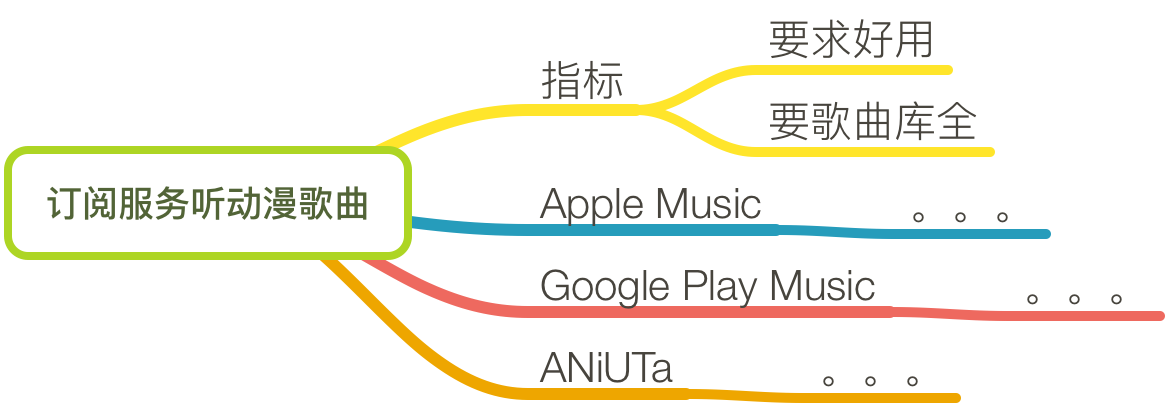 订阅服务听动漫歌曲
指标
要求好用
要歌曲库全
Apple Music
。。。
Google Play Music
。。。
ANiUTa
。。。